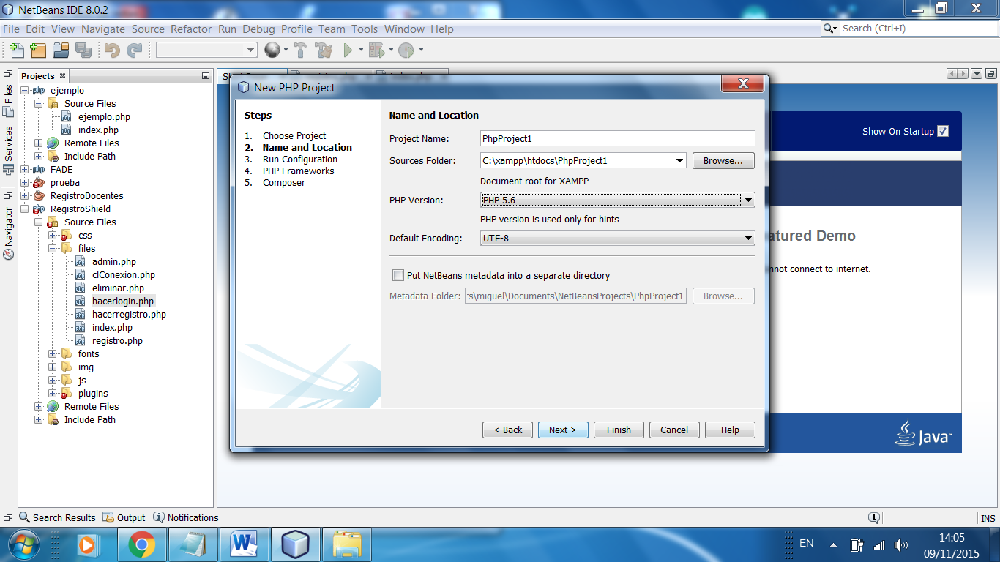 NetBeans IDE 8.0.2
File Edit View Navigate Source Refactor Run Debug Profile Team Tools Window Help
Search (Ctrl+I)
Projects
Files
Services
Navigator
ejemplo
Source Files
ejemplo.php
index.php
Remote Files
Include Path
FADE
prueba
RegistroDocentes
RegistroShield
Source Files
css
files
admin.php
clConexion.php
eliminar.php
hacerlogin.php
hacerregistro.php
index.php
registro.php
fonts
img
js
plugins
Remote Files
Include Path
New PHP Project
Steps
1. Choose Project
2. Name and Location
3. Run Configuration
4. PHP Frameworks
5. Composer
Name and Location
Project Name: PhpProject1
Sources Folder: C:\xampp\htdocs\PhpProject1 Browse...
Document root for XAMPP
PHP Version: PHP 5.6
PHP version is used only for hints
Default Encoding: UTF-8
Put NetBeans metadata into a separate directory
Metadata Folder: rs\miguel\Documents\NetBeansProjects\PhpProject1 Browse...
< Back Next > Finish Cancel Help
Show On Startup
atured Demo
nnot connect to internet.
Java™
Search Results Output Notifications
1
INS
EN
14:05
09/11/2015